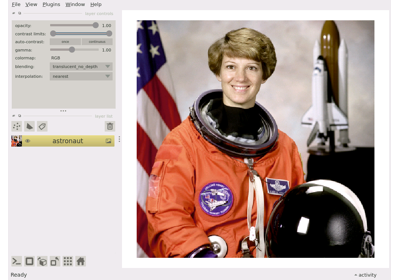 File View Plugins Window Help
layer controls
opacity: 1.00
contrast limits:
auto-contrast: once continuous
gamma: 1.00
colormap: RGB
blending: translucent_no_depth
interpolation: nearest
layer list
astronaut
Ready
activity